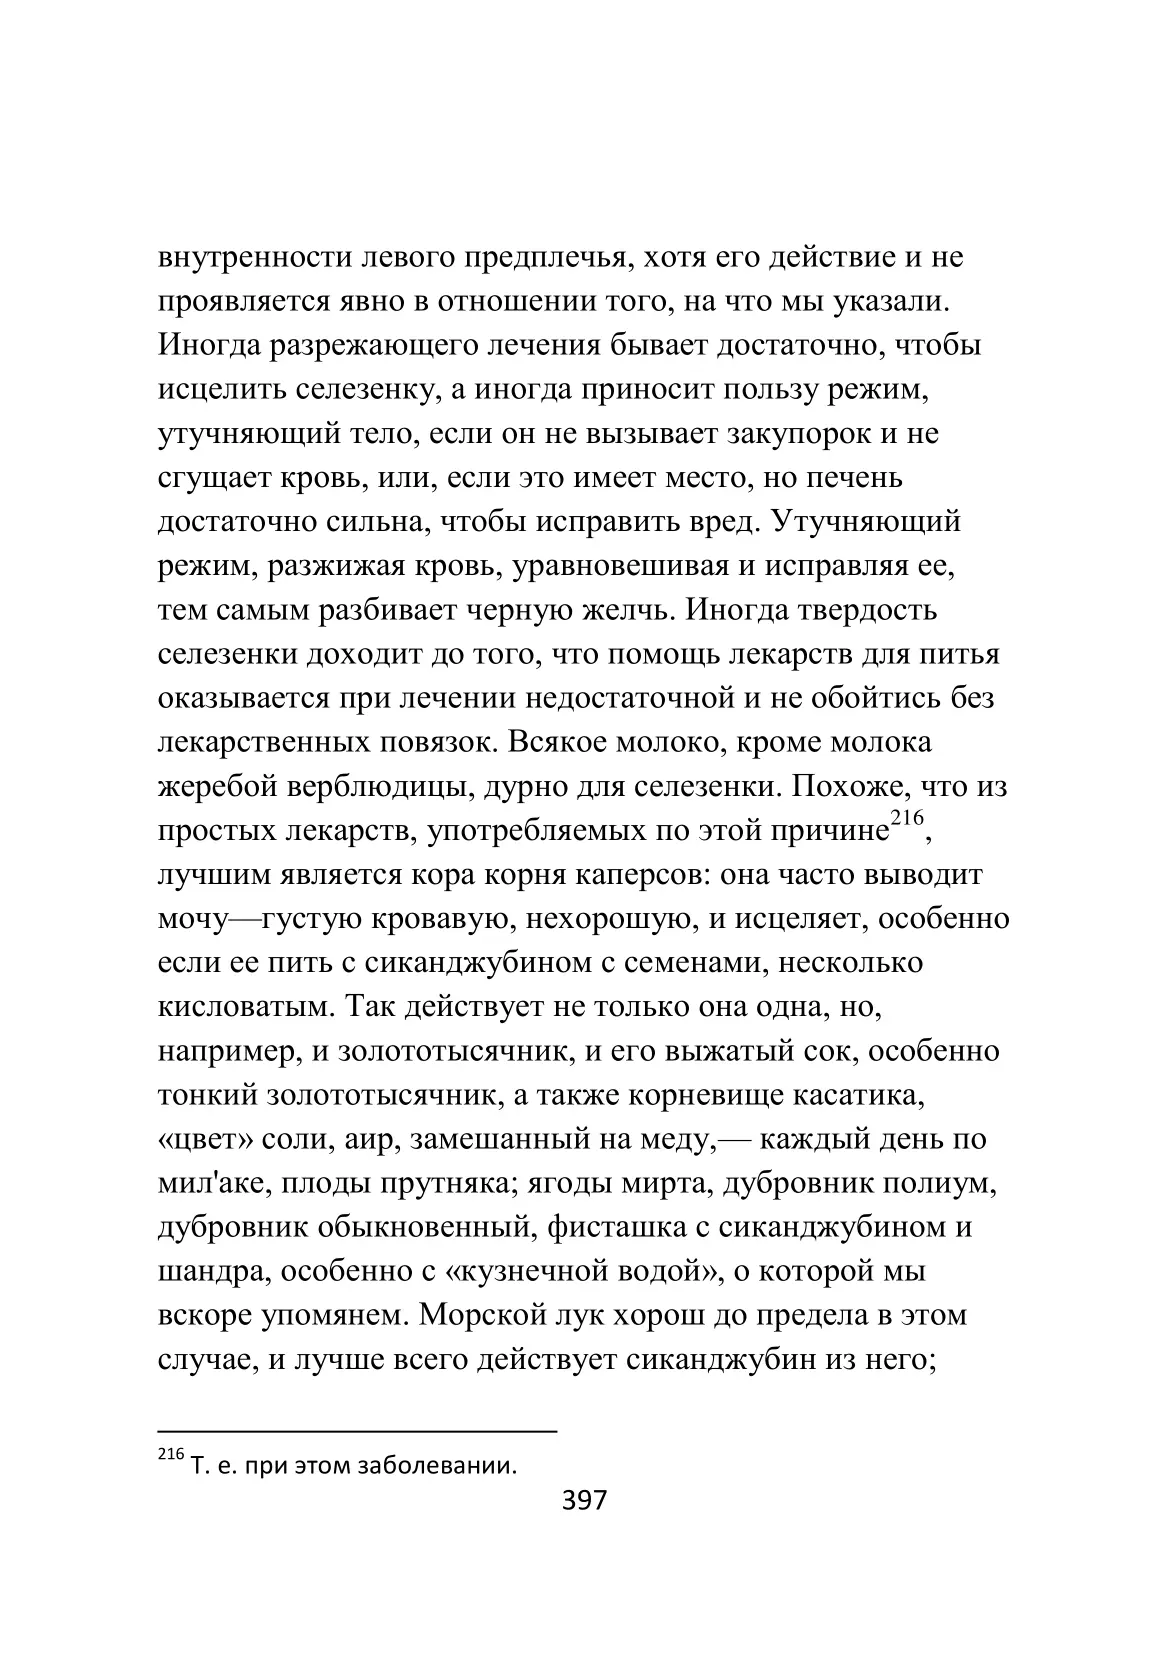 внутренности левого предплечья, хотя его действие и не
проявляется явно в отношении того, на что мы указали.
Иногда разрежающего лечения бывает достаточно, чтобы
исцелить селезенку, а иногда приносит пользу режим,
утучняющий тело, если он не вызывает закупорок и не
сгущает кровь, или, если это имеет место, но печень
достаточно сильна, чтобы исправить вред. Утучняющий
режим, разжижая кровь, уравновешивая и исправляя ее,
тем самым разбивает черную желчь. Иногда твердость
селезенки доходит до того, что помощь лекарств для питья
оказывается при лечении недостаточной и не обойтись без
лекарственных повязок. Всякое молоко, кроме молока
жеребой верблюдицы, дурно для селезенки. Похоже, что из
простых лекарств, употребляемых по этой причине216,
лучшим является кора корня каперсов: она часто выводит
мочу—густую кровавую, нехорошую, и исцеляет, особенно
если ее пить с сиканджубином с семенами, несколько
кисловатым. Так действует не только она одна, но,
например, и золототысячник, и его выжатый сок, особенно
тонкий золототысячник, а также корневище касатика,
«цвет» соли, аир, замешанный на меду,— каждый день по
мил'аке, плоды прутняка; ягоды мирта, дубровник полиум,
дубровник обыкновенный, фисташка с сиканджубином и
шандра, особенно с «кузнечной водой», о которой мы
вскоре упомянем. Морской лук хорош до предела в этом
случае, и лучше всего действует сиканджубин из него;
216 Т. е. при этом заболевании.
397